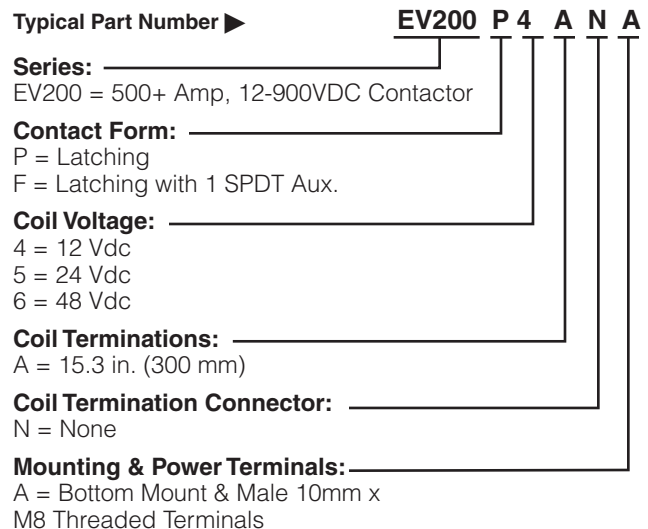 Typical Part Number ▶ EV200 P 4 A N A
Series:
EV200 = 500+ Amp, 12-900VDC Contactor
Contact Form:
P = Latching
F = Latching with 1 SPDT Aux.
Coil Voltage:
4 = 12 Vdc
5 = 24 Vdc
6 = 48 Vdc
Coil Terminations:
A = 15.3 in. (300 mm)
Coil Termination Connector:
N = None
Mounting & Power Terminals:
A = Bottom Mount & Male 10mm x
M8 Threaded Terminals